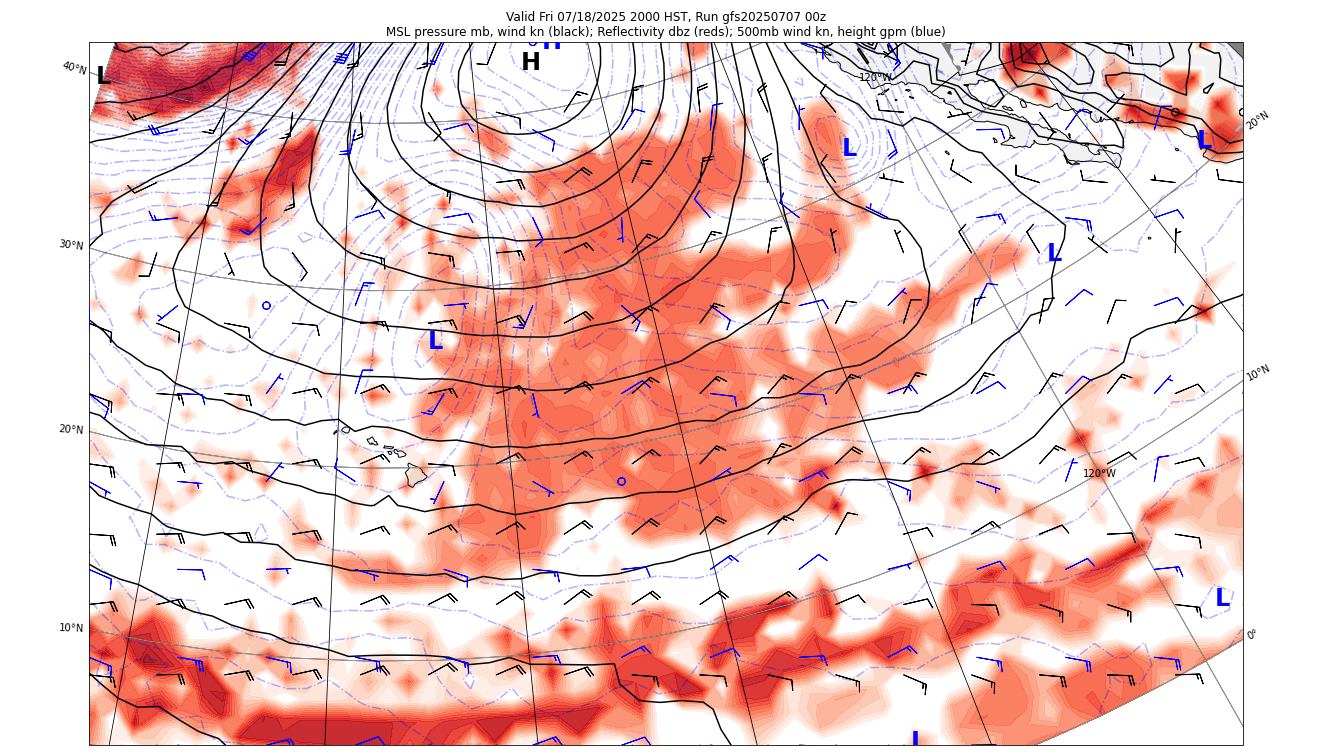 Valid Fri 07/18/2025 2000 HST, Run gfs20250707 00z
MSL pressure mb, wind kn (black); Reflectivity dbz (reds); 500mb wind kn, height gpm (blue)
H
H
L
40°N
120°W
20°N
L
L
30°N
L
L
10°N
20°N
120°W
L
10°N
0°
L